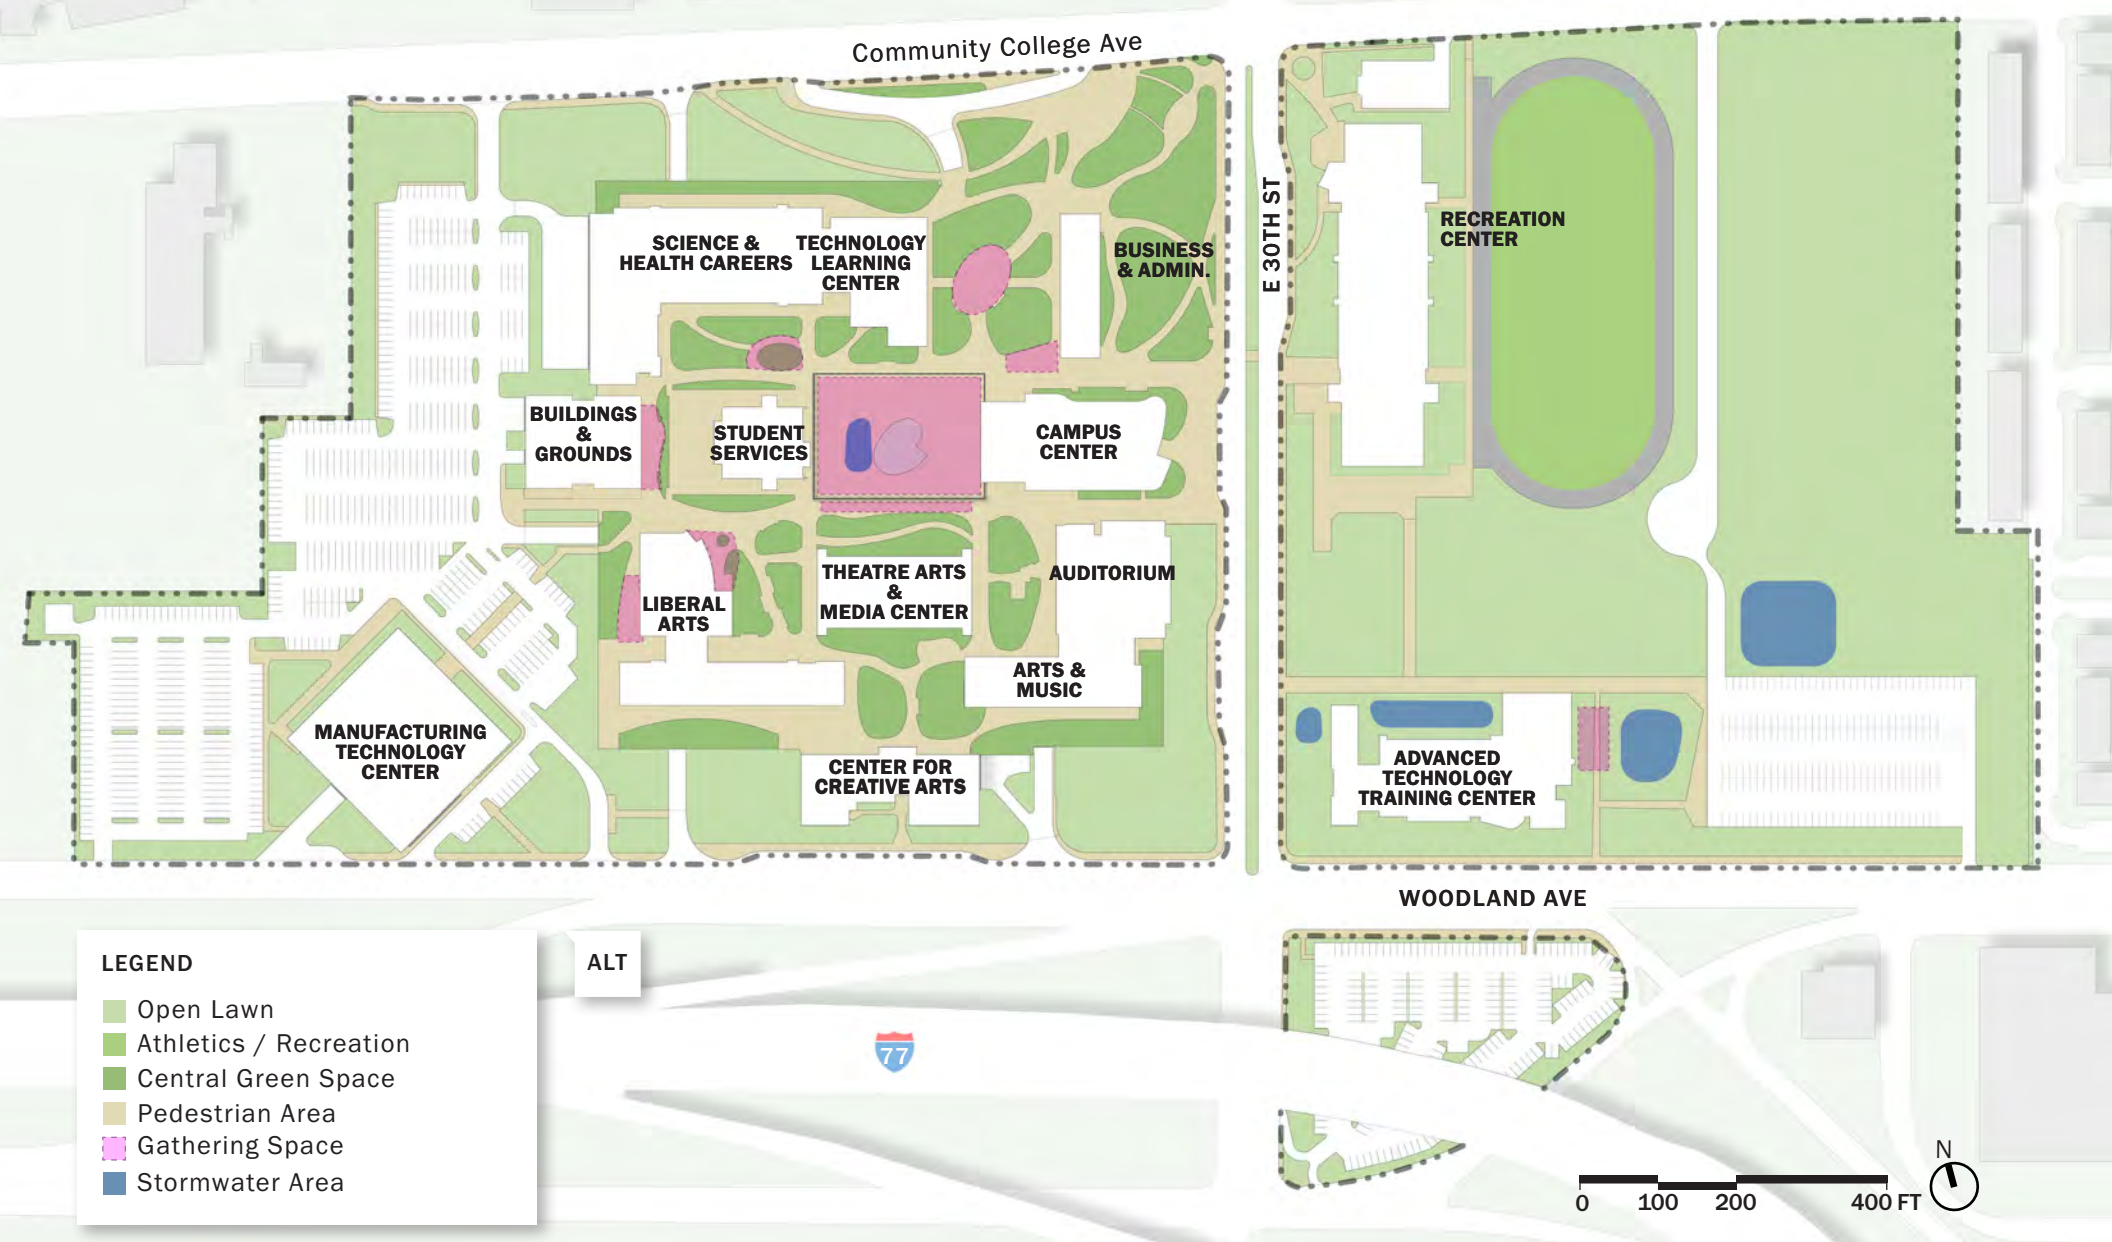 Community College Ave
E 30TH ST
RECREATION
CENTER
SCIENCE &
HEALTH CAREERS
TECHNOLOGY
LEARNING
CENTER
BUSINESS
& ADMIN.
BUILDINGS
&
GROUNDS
STUDENT
SERVICES
CAMPUS
CENTER
LIBERAL
ARTS
THEATRE ARTS
&
MEDIA CENTER
AUDITORIUM
ARTS &
MUSIC
MANUFACTURING
TECHNOLOGY
CENTER
CENTER FOR
CREATIVE ARTS
ADVANCED
TECHNOLOGY
TRAINING CENTER
WOODLAND AVE
LEGEND
Open Lawn
Athletics / Recreation
Central Green Space
Pedestrian Area
Gathering Space
Stormwater Area
ALT
77
N
0 100 200 400 FT